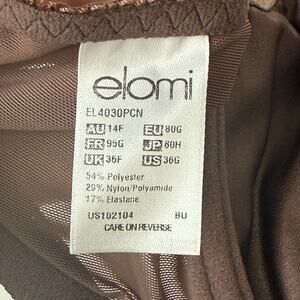 elomi
EL4030PCN
AU 14F EU 80G
FR 95G JP 80H
UK 36F US 36G
54% Polyester
29% Nylon/Polyamide
17% Elastane
US102104 BU
CARE ON REVERSE